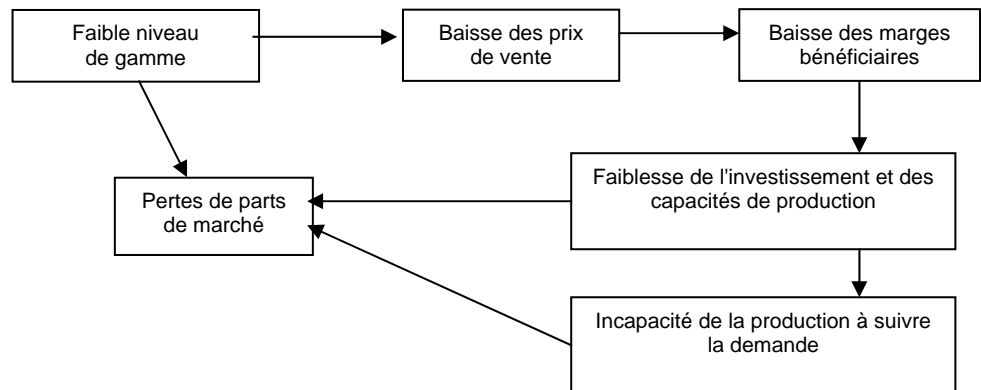 Faible niveau
de gamme
Baisse des prix
de vente
Baisse des marges
bénéficiaires
Faiblesse de l'investissement et des
capacités de production
Pertes de parts
de marché
Incapacité de la production à suivre
la demande